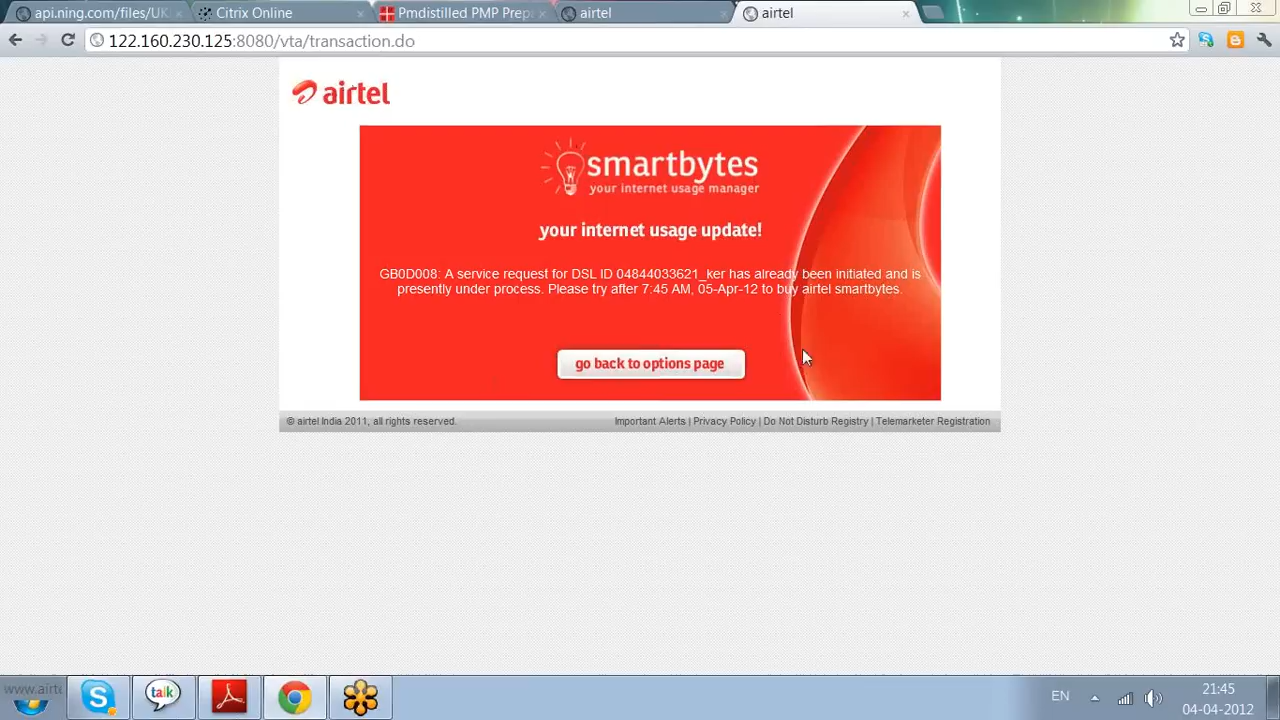 api.ning.com/files/UK
Citrix Online
Pmdistilled PMP Prep
airtel
airtel
122.160.230.125:8080/vta/transaction.do
airtel
smartbytes
your internet usage manager
your internet usage update!
GB0D008: A service request for DSL ID 04844033621_ker has already been initiated and is
presently under process. Please try after 7:45 AM, 05-Apr-12 to buy airtel smartbytes.
go back to options page
© airtel India 2011, all rights reserved.
Important Alerts | Privacy Policy | Do Not Disturb Registry | Telemarketer Registration
www.airt
talk
EN
21:45
04-04-2012